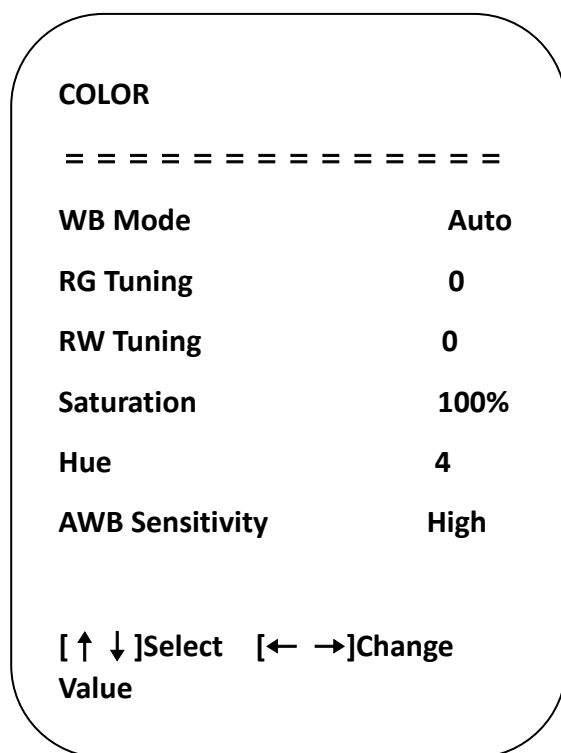 COLOR
= = = = = = = = = = = = = =
WB Mode Auto
RG Tuning 0
RW Tuning 0
Saturation 100%
Hue 4
AWB Sensitivity High
[ ↑ ↓ ]Select [← →]Change
Value